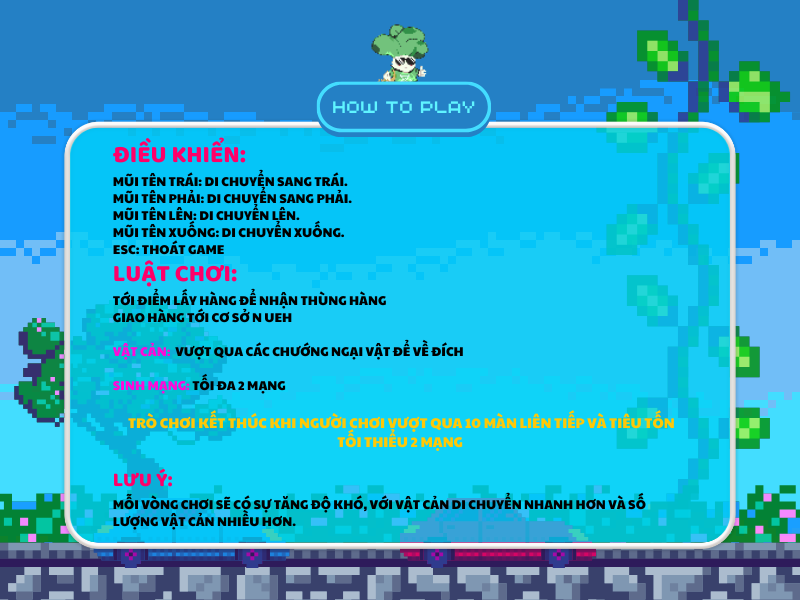 HOW TO PLAY
ĐIỀU KHIỂN:
MŨI TÊN TRÁI: DI CHUYỂN SANG TRÁI.
MŨI TÊN PHẢI: DI CHUYỂN SANG PHẢI.
MŨI TÊN LÊN: DI CHUYỂN LÊN.
MŨI TÊN XUỐNG: DI CHUYỂN XUỐNG.
ESC: THOÁT GAME
LUẬT CHƠI:
TỚI ĐIỂM LẤY HÀNG ĐỂ NHẬN THÙNG HÀNG
GIAO HÀNG TỚI CƠ SỞ N UEH
VẬT CẢN: VƯỢT QUA CÁC CHƯỚNG NGẠI VẬT ĐỂ VỀ ĐÍCH
SINH MẠNG: TỐI ĐA 2 MẠNG
TRÒ CHƠI KẾT THÚC KHI NGƯỜI CHƠI VƯỢT QUA 10 MÀN LIÊN TIẾP VÀ TIÊU TỐN
TỐI THIỂU 2 MẠNG
LƯU Ý:
MỖI VÒNG CHƠI SẼ CÓ SỰ TĂNG ĐỘ KHÓ, VỚI VẬT CẢN DI CHUYỂN NHANH HƠN VÀ SỐ
LƯỢNG VẬT CẢN NHIỀU HƠN.